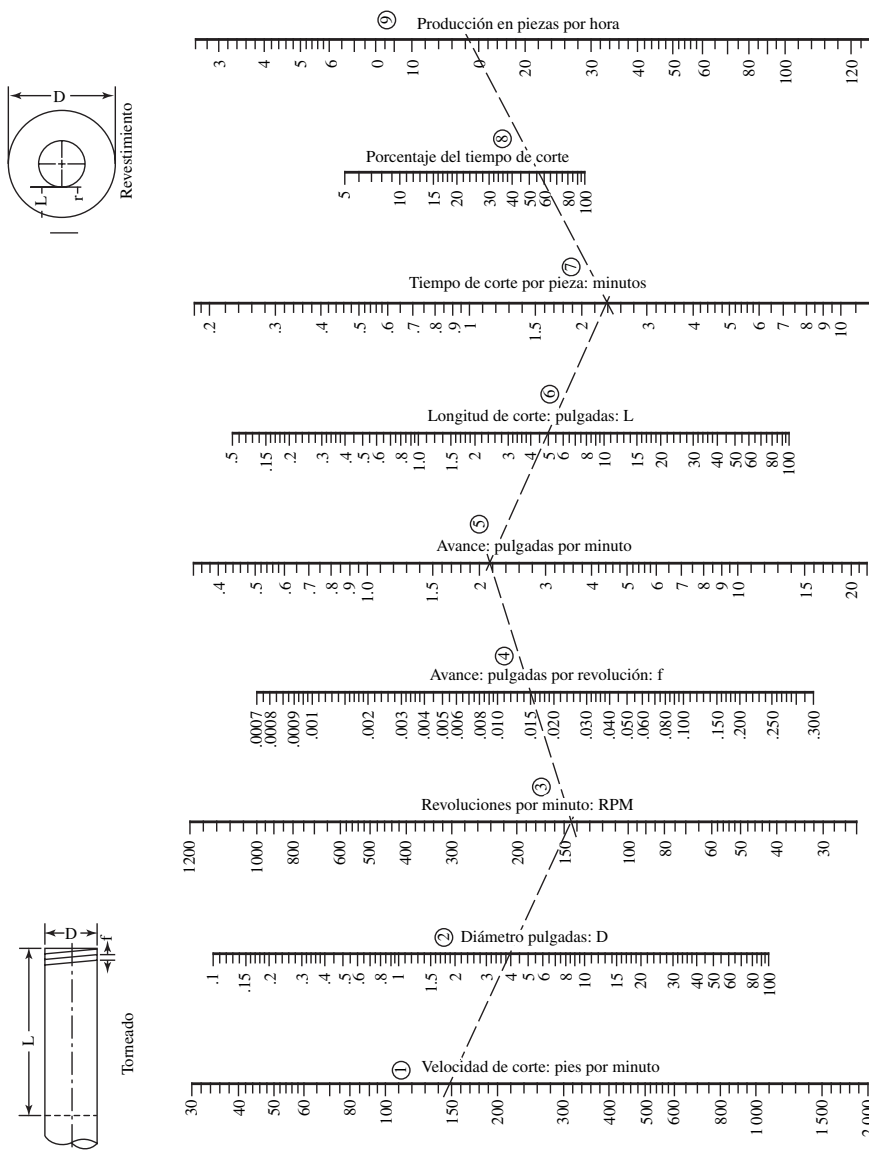 ⑨ Producción en piezas por hora
3 4 5 6 0 10 0 20 30 40 50 60 80 100 120
D
L
r
Revestimiento
⑧
Porcentaje del tiempo de corte
5 10 15 20 30 40 50 60 80 100
⑦
Tiempo de corte por pieza: minutos
.2 .3 .4 .5 .6 .7 .8 .9 1 1.5 2 3 4 5 6 7 8 9 10
⑥
Longitud de corte: pulgadas: L
.5 .15 .2 .3 .4 .5 .6 .8 1.0 1.5 2 3 4 5 6 8 10 15 20 30 40 50 60 80 100
⑤
Avance: pulgadas por minuto
.4 .5 .6 .7 .8 .9 1.0 1.5 2 3 4 5 6 7 8 9 10 15 20
④
Avance: pulgadas por revolución: f
.0007 .0008 .0009 .001 .002 .003 .004 .005 .006 .008 .010 .015 .020 .030 .040 .050 .060 .080 .100 .150 .200 .250 .300
③
Revoluciones por minuto: RPM
1200 1000 800 600 500 400 300 200 150 100 80 60 50 40 30
② Diámetro pulgadas: D
.1 .15 .2 .3 .4 .5 .6 .8 1 1.5 2 3 4 5 6 8 10 15 20 30 40 50 60 80 100
D
f
L
Torneado
① Velocidad de corte: pies por minuto
30 40 50 60 80 100 150 200 300 400 500 600 800 1 000 1 500 2 000